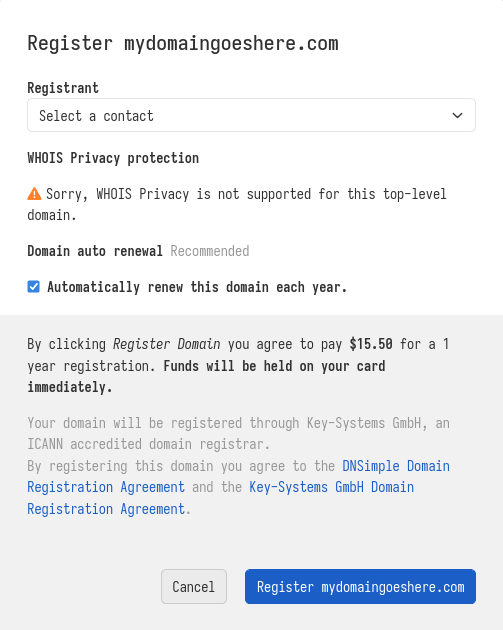 Register mydomaingoeshere.com
Registrant
Select a contact
WHOIS Privacy protection
Sorry, WHOIS Privacy is not supported for this top-level
domain.
Domain auto renewal Recommended
Automatically renew this domain each year.
By clicking Register Domain you agree to pay $15.50 for a 1
year registration. Funds will be held on your card
immediately.
Your domain will be registered through Key-Systems GmbH, an
ICANN accredited domain registrar.
By registering this domain you agree to the DNSimple Domain
Registration Agreement and the Key-Systems GmbH Domain
Registration Agreement.
Cancel
Register mydomaingoeshere.com